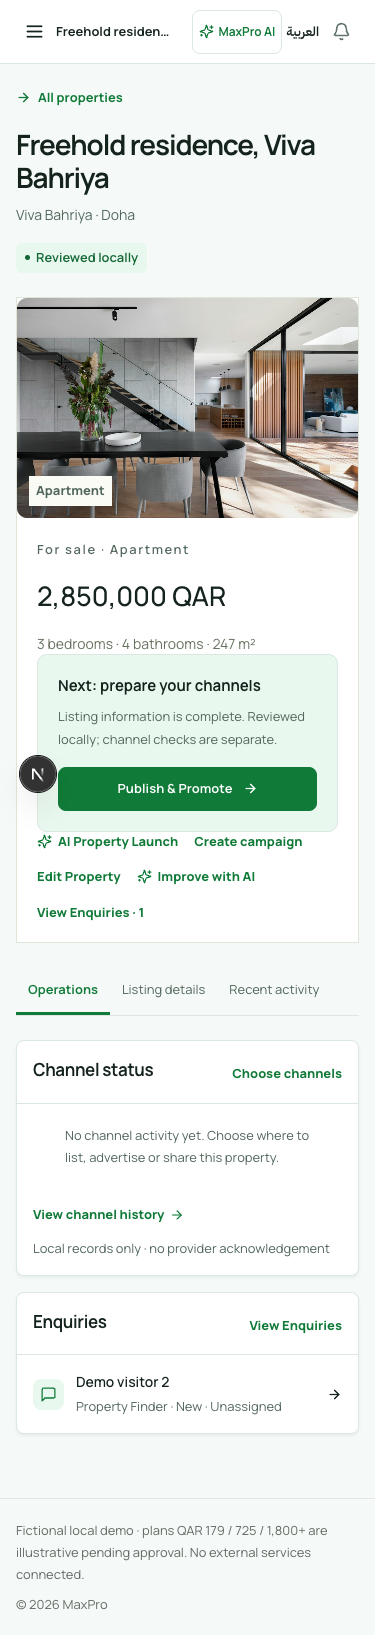 Freehold residen...
MaxPro AI
العربية
All properties
Freehold residence, Viva
Bahriya
Viva Bahriya · Doha
Reviewed locally
Apartment
For sale · Apartment
2,850,000 QAR
3 bedrooms · 4 bathrooms · 247 m²
Next: prepare your channels
Listing information is complete. Reviewed
locally; channel checks are separate.
N
Publish & Promote
AI Property Launch
Create campaign
Edit Property
Improve with AI
View Enquiries · 1
Operations
Listing details
Recent activity
Channel status
Choose channels
No channel activity yet. Choose where to
list, advertise or share this property.
View channel history
Local records only · no provider acknowledgement
Enquiries
View Enquiries
Demo visitor 2
Property Finder · New · Unassigned
Fictional local demo · plans QAR 179 / 725 / 1,800+ are
illustrative pending approval. No external services
connected.
© 2026 MaxPro